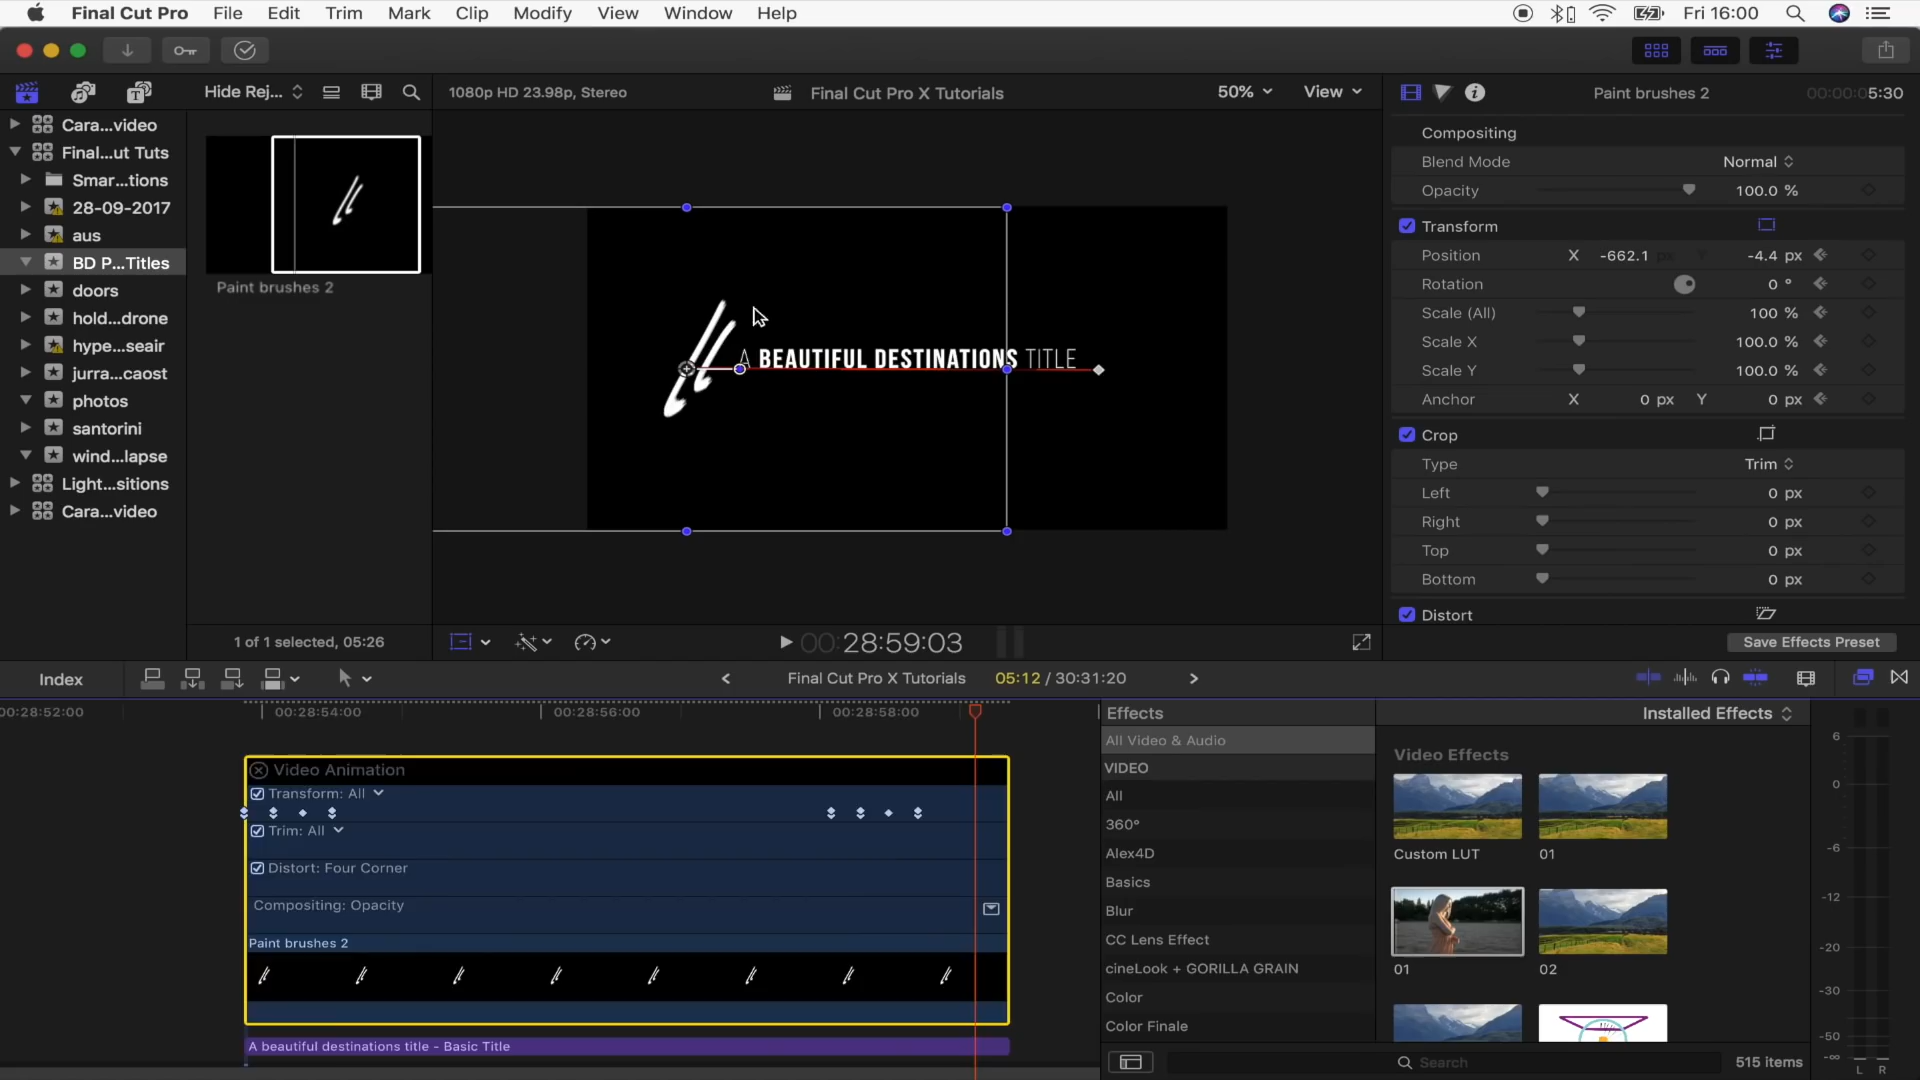 Final Cut Pro File Edit Trim Mark Clip Modify View Window Help Fri 16:00
Hide Rej... 1080p HD 23.98p, Stereo Final Cut Pro X Tutorials 50% View Paint brushes 2 00:00:05:30
Cara...video
Final...ut Tuts
Smar...tions
28-09-2017
aus
BD P...Titles
doors
hold...drone
hype...seair
jurra...caost
photos
santorini
wind...lapse
Light...sitions
Cara...video
Paint brushes 2
1 of 1 selected, 05:26
A BEAUTIFUL DESTINATIONS TITLE
00:28:59:03
Compositing
Blend Mode Normal
Opacity 100.0 %
Transform
Position X -662.1 px Y -4.4 px
Rotation 0 °
Scale (All) 100 %
Scale X 100.0 %
Scale Y 100.0 %
Anchor X 0 px Y 0 px
Crop
Type Trim
Left 0 px
Right 0 px
Top 0 px
Bottom 0 px
Distort
Save Effects Preset
Index Final Cut Pro X Tutorials 05:12 / 30:31:20
00:28:52:00 00:28:54:00 00:28:56:00 00:28:58:00
Video Animation
Transform: All
Trim: All
Distort: Four Corner
Compositing: Opacity
Paint brushes 2
A beautiful destinations title - Basic Title
Effects Installed Effects
All Video & Audio
VIDEO
All
360°
Alex4D
Basics
Blur
CC Lens Effect
cineLook + GORILLA GRAIN
Color
Color Finale
Video Effects
Custom LUT 01
01 02
Search 515 items
6
0
-6
-12
-20
-30
-50
-∞
L R